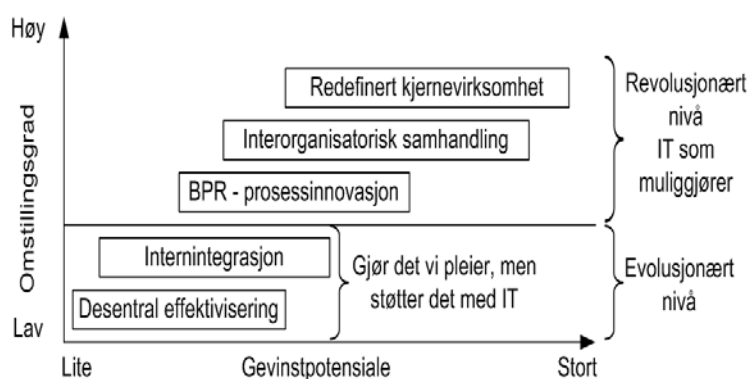 Høy
Omstillingsgrad
Lav
Redefinert kjernevirksomhet
Interorganisatorisk samhandling
BPR - prosessinnovasjon
Revolusjonært
nivå
IT som
muliggjører
Internintegrasjon
Desentral effektivisering
Gjør det vi pleier, men
støtter det med IT
Evolusjonært
nivå
Lite
Gevinstpotensiale
Stort